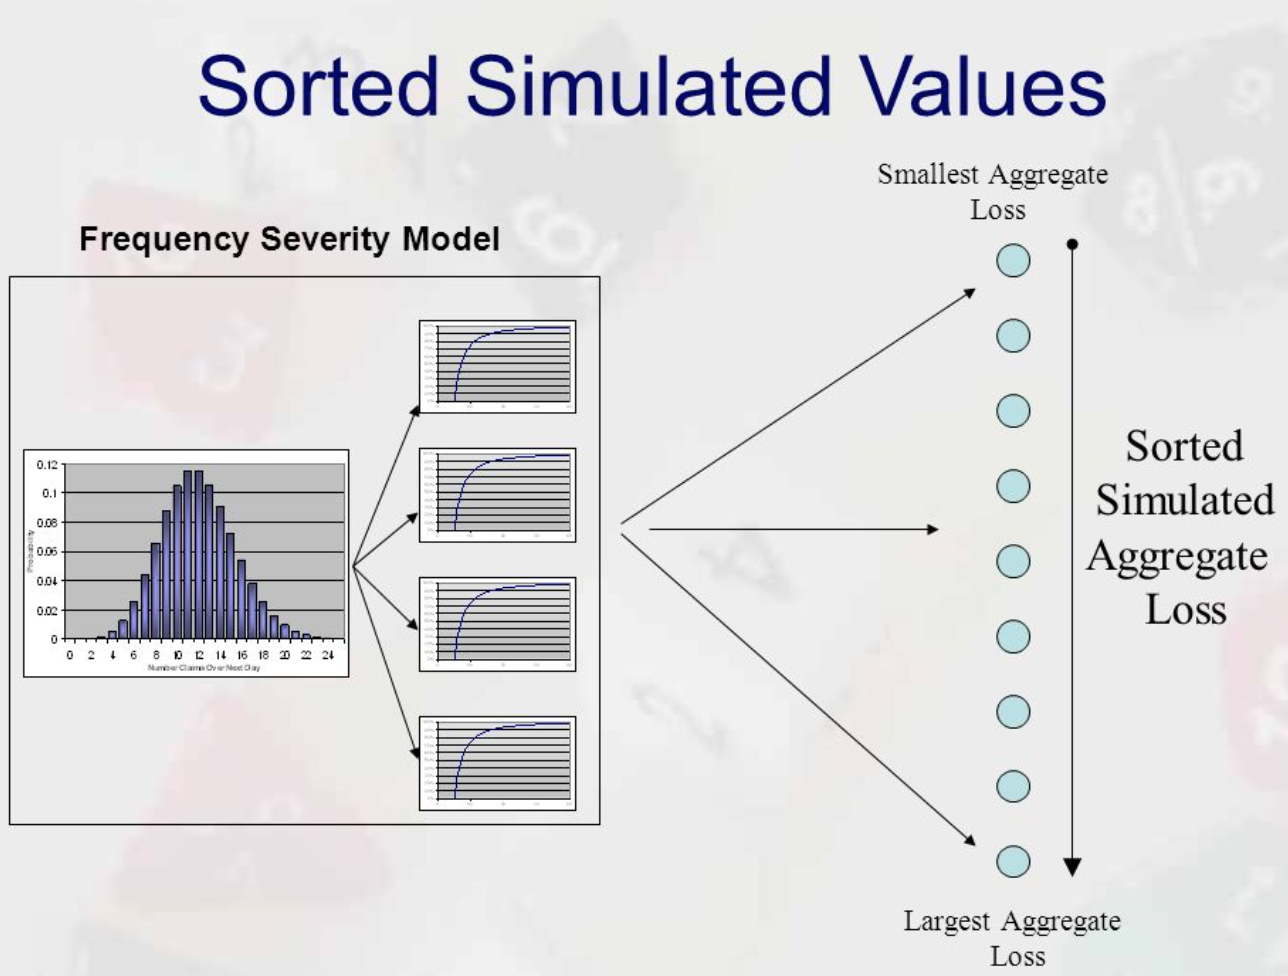 Sorted Simulated Values
Smallest Aggregate
Loss
Frequency Severity Model
0.12
0.1
0.08
0.06
0.04
0.02
0
Probability
0 2 4 6 8 10 12 14 16 18 20 22 24
Number Claims Over Next Day
Sorted
Simulated
Aggregate
Loss
Largest Aggregate
Loss